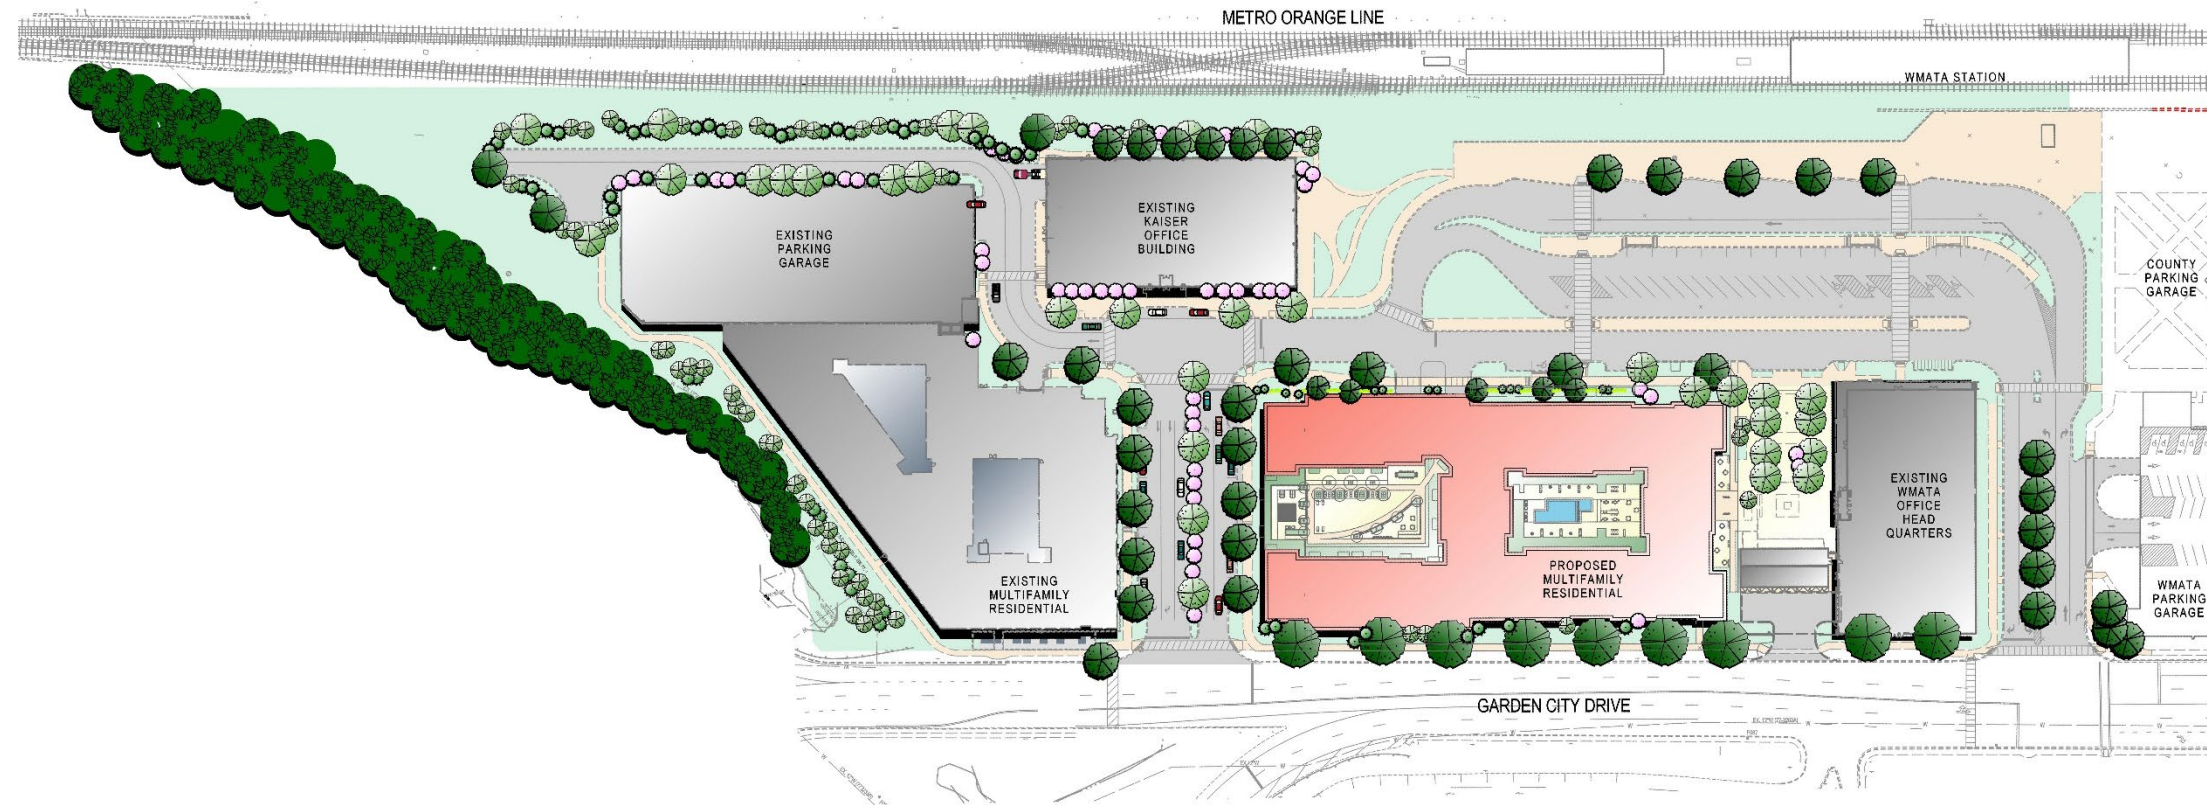 METRO ORANGE LINE
WMATA STATION
EXISTING
PARKING
GARAGE
EXISTING
KAISER
OFFICE
BUILDING
COUNTY
PARKING
GARAGE
EXISTING
MULTIFAMILY
RESIDENTIAL
PROPOSED
MULTIFAMILY
RESIDENTIAL
EXISTING
WMATA
OFFICE
HEAD
QUARTERS
WMATA
PARKING
GARAGE
GARDEN CITY DRIVE